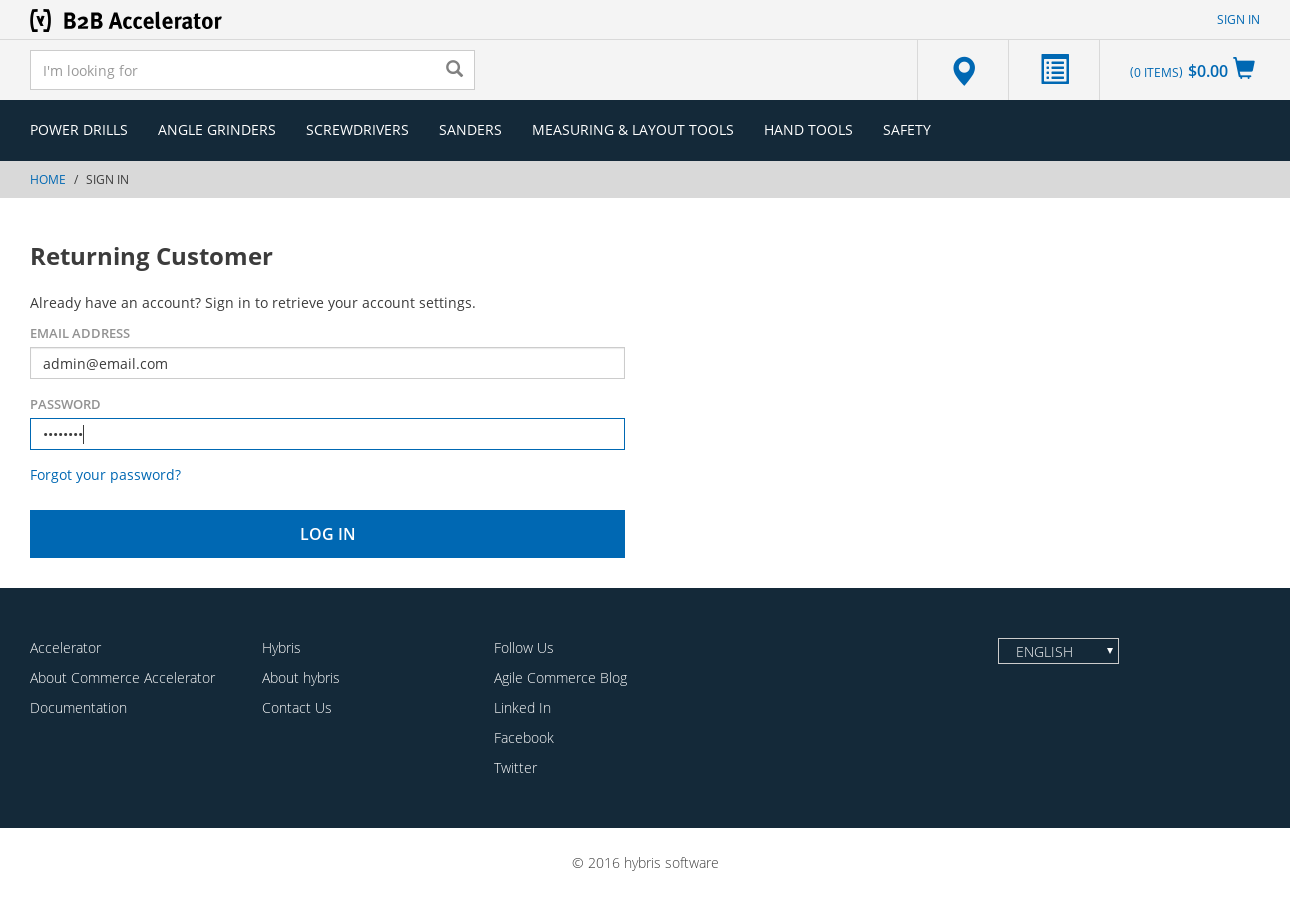 B2B Accelerator
SIGN IN
I'm looking for
(0 ITEMS) $0.00
POWER DRILLS ANGLE GRINDERS SCREWDRIVERS SANDERS MEASURING & LAYOUT TOOLS HAND TOOLS SAFETY
HOME / SIGN IN
Returning Customer
Already have an account? Sign in to retrieve your account settings.
EMAIL ADDRESS
admin@email.com
PASSWORD
••••••••
Forgot your password?
LOG IN
Accelerator
About Commerce Accelerator
Documentation
Hybris
About hybris
Contact Us
Follow Us
Agile Commerce Blog
Linked In
Facebook
Twitter
ENGLISH
© 2016 hybris software